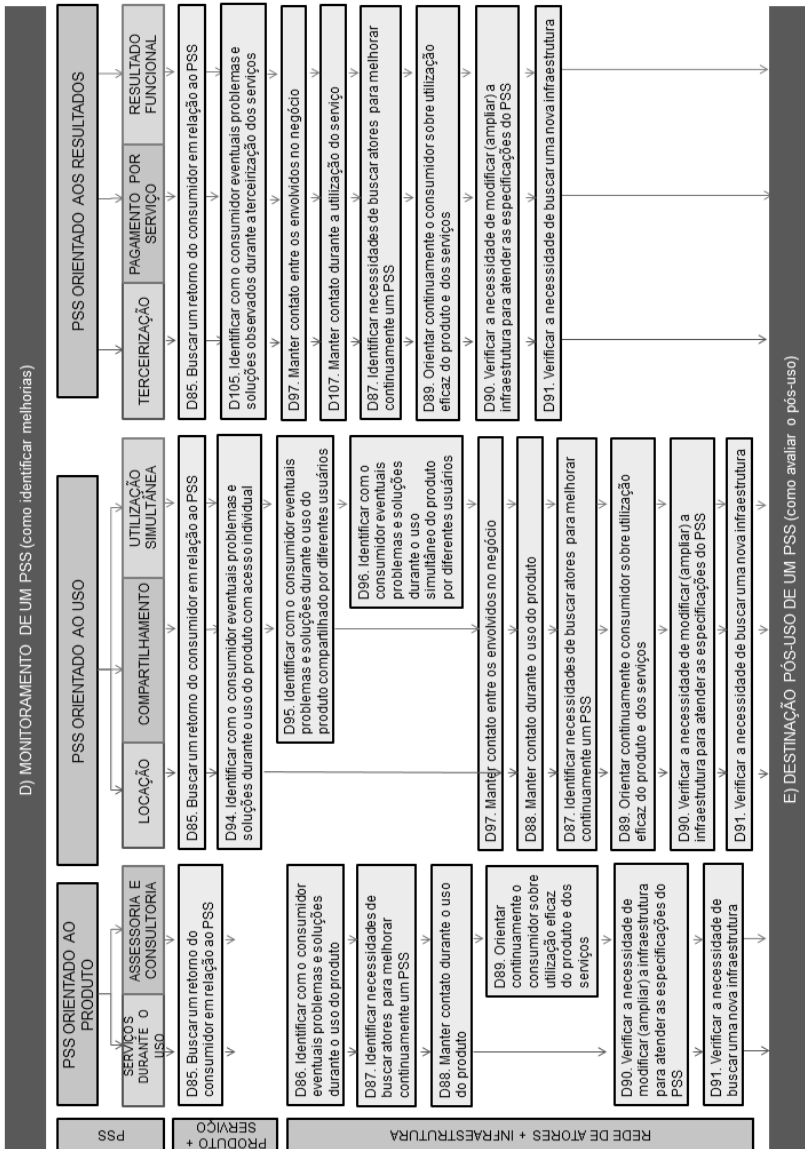 D) MONITORAMENTO DE UM PSS (como identificar melhorias)
PSS
PSS ORIENTADO AO
PRODUTO
PSS ORIENTADO AO USO
PSS ORIENTADO AOS RESULTADOS
SERVIÇOS
DURANTE O
USO
ASSESSORIA E
CONSULTORIA
LOCAÇÃO
COMPARTILHAMENTO
UTILIZAÇÃO
SIMULTÂNEA
TERCEIRIZAÇÃO
PAGAMENTO POR
SERVIÇO
RESULTADO
FUNCIONAL
PRODUTO +
SERVIÇO
D85. Buscar um retorno do
consumidor em relação ao PSS
D85. Buscar um retorno do consumidor em relação ao PSS
D94. Identificar com o consumidor eventuais problemas e
soluções durante o uso do produto com acesso individual
D85. Buscar um retorno do consumidor em relação ao PSS
D105. Identificar com o consumidor eventuais problemas e
soluções observados durante a terceirização dos serviços
REDE DE ATORES + INFRAESTRUTURA
D86. Identificar com o consumidor
eventuais problemas e soluções
durante o uso do produto
D87. Identificar necessidades de
buscar atores para melhorar
continuamente um PSS
D88. Manter contato durante o uso
do produto
D89. Orientar
continuamente o
consumidor sobre
utilização eficaz
do produto e dos
serviços
D90. Verificar a necessidade de
modificar (ampliar) a infraestrutura
para atender as especificações do
PSS
D91. Verificar a necessidade de
buscar uma nova infraestrutura
D95. Identificar com o consumidor eventuais
problemas e soluções durante o uso do
produto compartilhado por diferentes usuários
D96. Identificar com o
consumidor eventuais
problemas e soluções
durante o uso
simultâneo do produto
por diferentes usuários
D97. Manter contato entre os envolvidos no negócio
D88. Manter contato durante o uso do produto
D87. Identificar necessidades de buscar atores para melhorar
continuamente um PSS
D89. Orientar continuamente o consumidor sobre utilização
eficaz do produto e dos serviços
D90. Verificar a necessidade de modificar (ampliar) a
infraestrutura para atender as especificações do PSS
D91. Verificar a necessidade de buscar uma nova infraestrutura
D97. Manter contato entre os envolvidos no negócio
D107. Manter contato durante a utilização do serviço
D87. Identificar necessidades de buscar atores para melhorar
continuamente um PSS
D89. Orientar continuamente o consumidor sobre utilização
eficaz do produto e dos serviços
D90. Verificar a necessidade de modificar (ampliar) a
infraestrutura para atender as especificações do PSS
D91. Verificar a necessidade de buscar uma nova infraestrutura
E) DESTINAÇÃO PÓS-USO DE UM PSS (como avaliar o pós-uso)